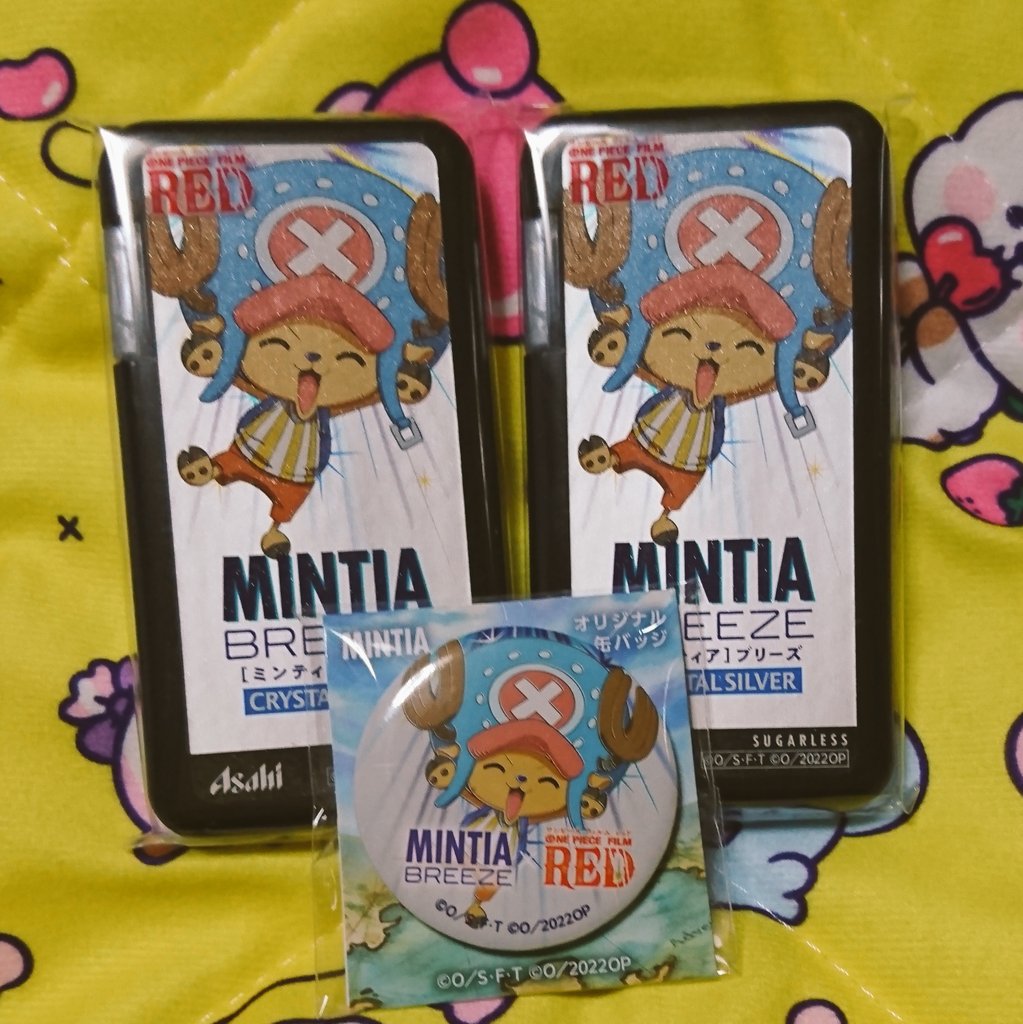 ONE PIECE FILM
RED
MINTIA
BRE
[ミンティ
CRYSTA
Asahi
ONE PIECE FILM
RED
MINTIA
EEZE
ィア]ブリーズ
TAL SILVER
SUGARLESS
©O/S・F・T ©O/2022OP
MINTIA
オリジナル
缶バッジ
MINTIA
BREEZE
ONE PIECE FILM
RED
©O/S・F・T ©O/2022OP
©O/S・F・T ©O/2022OP